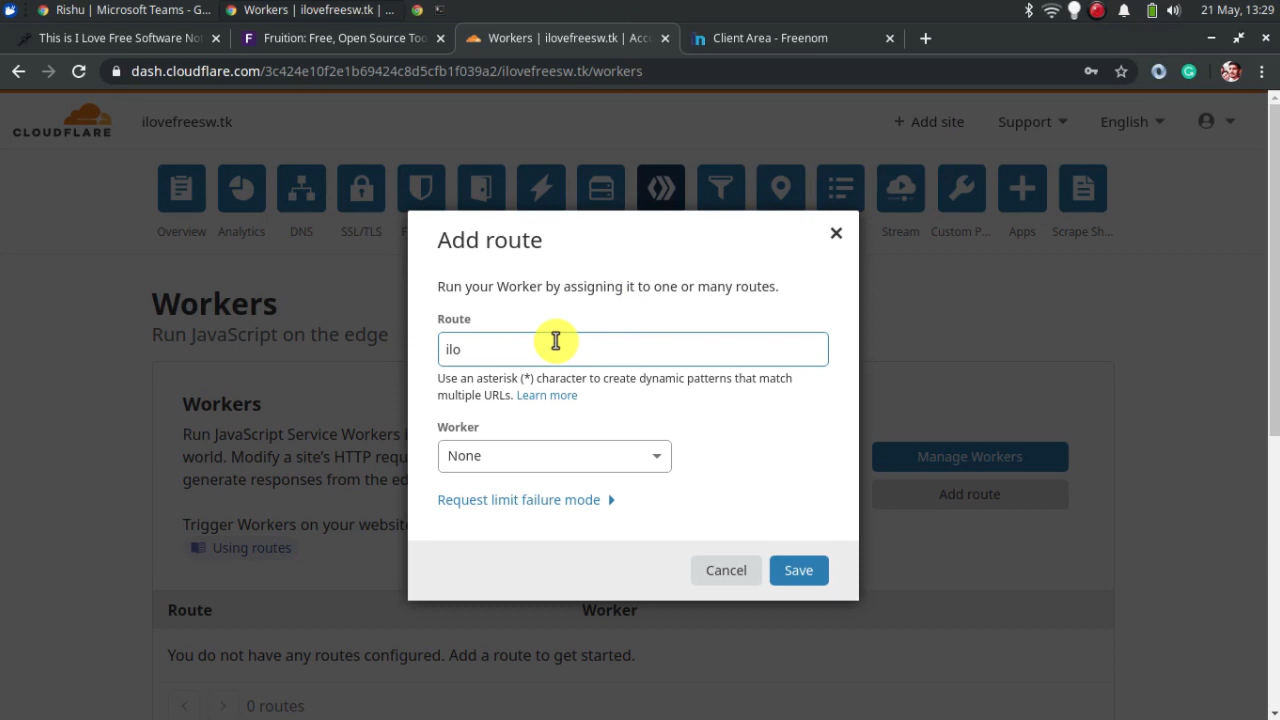 Rishu | Microsoft Teams - G...
Workers | ilovefreesw.tk | ...
21 May, 13:29
This is I Love Free Software No
Fruition: Free, Open Source Too
Workers | ilovefreesw.tk | Acc
Client Area - Freenom
dash.cloudflare.com/3c424e10f2e1b69424c8d5cfb1f039a2/ilovefreesw.tk/workers
CLOUDFLARE
ilovefreesw.tk
+ Add site
Support
English
Overview
Analytics
DNS
SSL/TLS
F
Stream
Custom P...
Apps
Scrape Sh...
Add route
Run your Worker by assigning it to one or many routes.
Route
ilo
Use an asterisk (*) character to create dynamic patterns that match
multiple URLs. Learn more
Worker
None
Request limit failure mode
Cancel
Save
Workers
Run JavaScript on the edge
Workers
Run JavaScript Service Workers
world. Modify a site's HTTP requ
generate responses from the ed
Trigger Workers on your website
Using routes
Manage Workers
Add route
Route
Worker
You do not have any routes configured. Add a route to get started.
0 routes